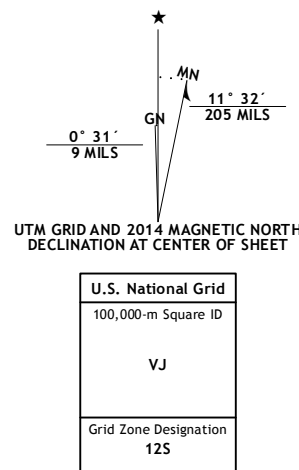 ★
MN
GN
11° 32´
205 MILS
0° 31´
9 MILS
UTM GRID AND 2014 MAGNETIC NORTH
DECLINATION AT CENTER OF SHEET
U.S. National Grid
100,000-m Square ID
VJ
Grid Zone Designation
12S